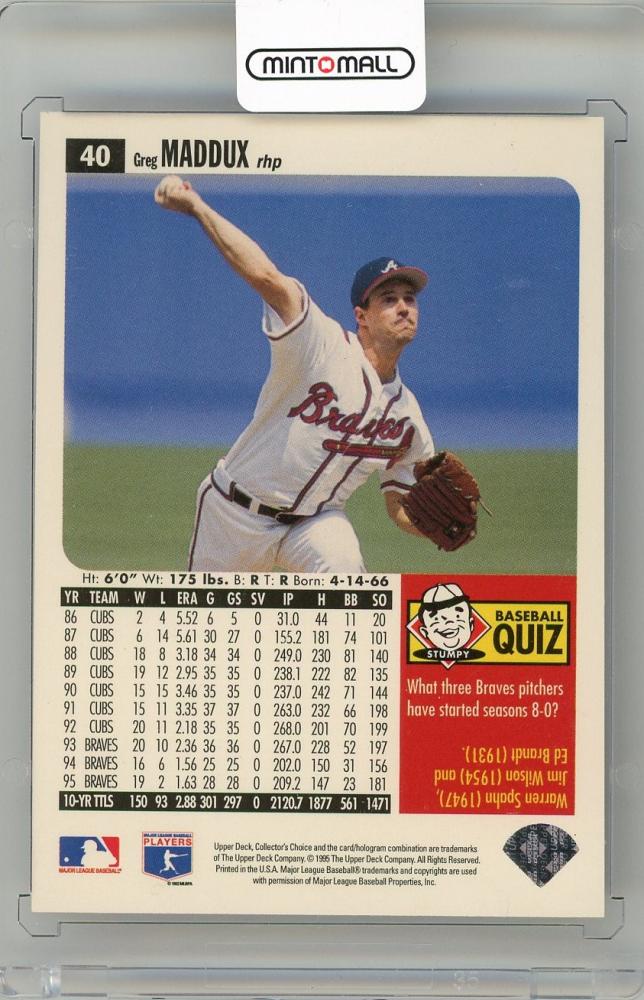 MINTOMALL
40 Greg MADDUX rhp
A
Braves
Ht: 6'0" Wt: 175 lbs. B: R T: R Born: 4-14-66
YR TEAM W L ERA G GS SV IP H BB SO
86 CUBS 2 4 5.52 6 5 0 31.0 44 11 20
87 CUBS 6 14 5.61 30 27 0 155.2 181 74 101
88 CUBS 18 8 3.18 34 34 0 249.0 230 81 140
89 CUBS 19 12 2.95 35 35 0 238.1 222 82 135
90 CUBS 15 15 3.46 35 35 0 237.0 242 71 144
91 CUBS 15 11 3.35 37 37 0 263.0 232 66 198
92 CUBS 20 11 2.18 35 35 0 268.0 201 70 199
93 BRAVES 20 10 2.36 36 36 0 267.0 228 52 197
94 BRAVES 16 6 1.56 25 25 0 202.0 150 31 156
95 BRAVES 19 2 1.63 28 28 0 209.2 147 23 181
10-YR TTLS 150 93 2.88 301 297 0 2120.7 1877 561 1471
STUMPY
BASEBALL
QUIZ
What three Braves pitchers
have started seasons 8-0?
Warren Spahn (1947),
Jim Wilson (1954) and
Ed Brandt (1931).
MAJOR LEAGUE BASEBALL®
MAJOR LEAGUE BASEBALL
PLAYERS
Upper Deck, Collector's Choice and the card/hologram combination are trademarks
of The Upper Deck Company. © 1995 The Upper Deck Company. All Rights Reserved.
Printed in the U.S.A. Major League Baseball® trademarks and copyrights are used
with permission of Major League Baseball Properties, Inc.